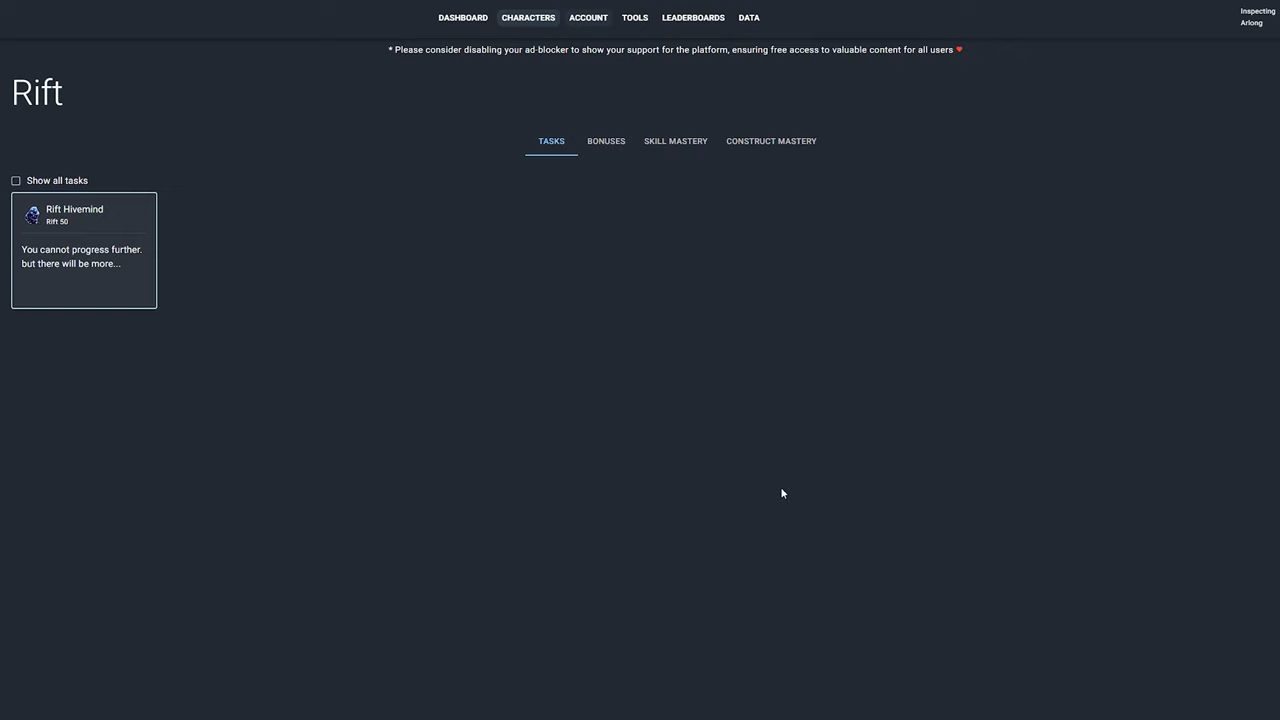 DASHBOARD CHARACTERS ACCOUNT TOOLS LEADERBOARDS DATA
Inspecting
Arlong
* Please consider disabling your ad-blocker to show your support for the platform, ensuring free access to valuable content for all users
Rift
TASKS BONUSES SKILL MASTERY CONSTRUCT MASTERY
Show all tasks
Rift Hivemind
Rift 50
You cannot progress further.
but there will be more...